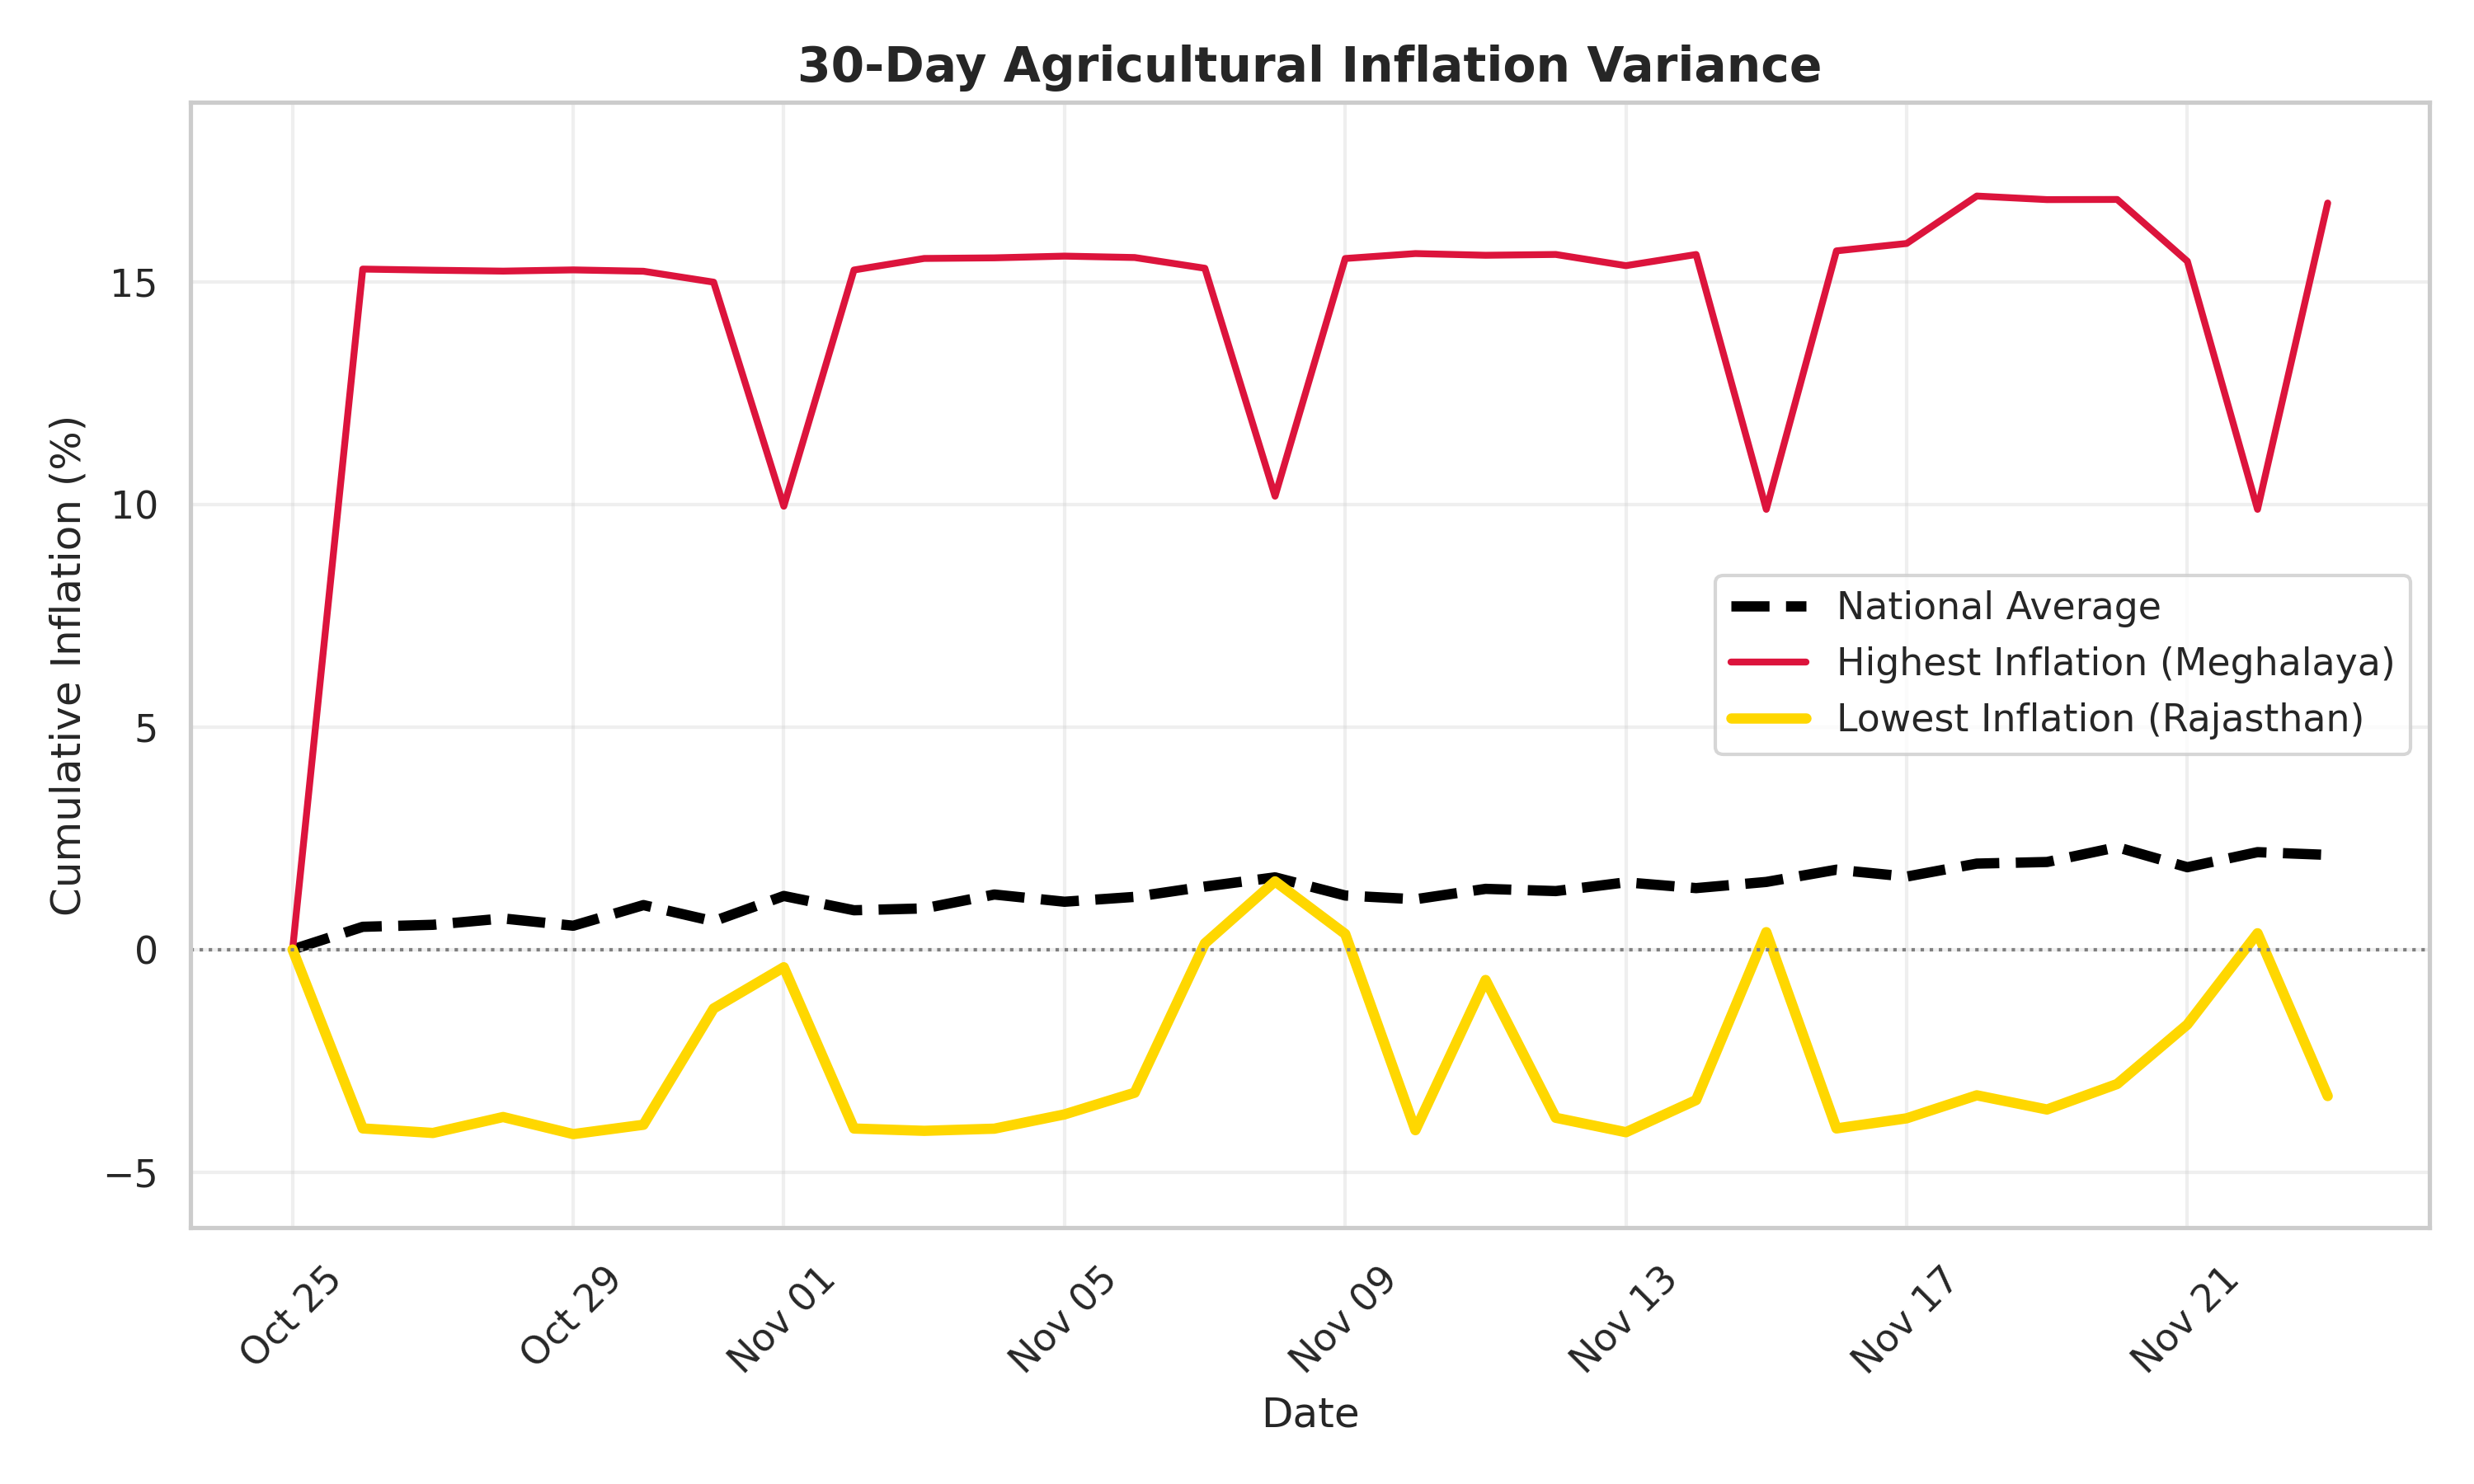 30-Day Agricultural Inflation Variance
Cumulative Inflation (%)
15
10
5
0
−5
National Average
Highest Inflation (Meghalaya)
Lowest Inflation (Rajasthan)
Oct 25
Oct 29
Nov 01
Nov 05
Nov 09
Nov 13
Nov 17
Nov 21
Date